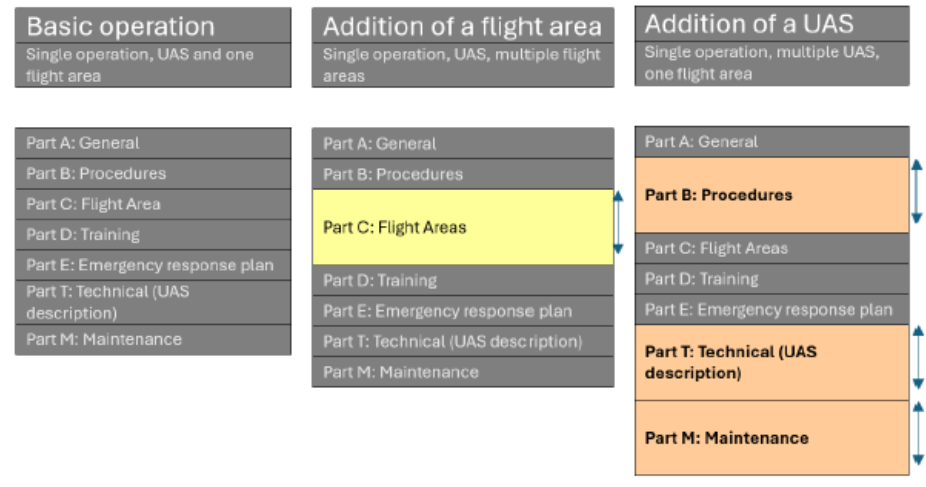 Basic operation
Single operation, UAS and one
flight area
Part A: General
Part B: Procedures
Part C: Flight Area
Part D: Training
Part E: Emergency response plan
Part T: Technical (UAS
description)
Part M: Maintenance
Addition of a flight area
Single operation, UAS, multiple flight
areas
Part A: General
Part B: Procedures
Part C: Flight Areas
Part D: Training
Part E: Emergency response plan
Part T: Technical (UAS description)
Part M: Maintenance
Addition of a UAS
Single operation, multiple UAS,
one flight area
Part A: General
Part B: Procedures
Part C: Flight Areas
Part D: Training
Part E: Emergency response plan
Part T: Technical (UAS
description)
Part M: Maintenance